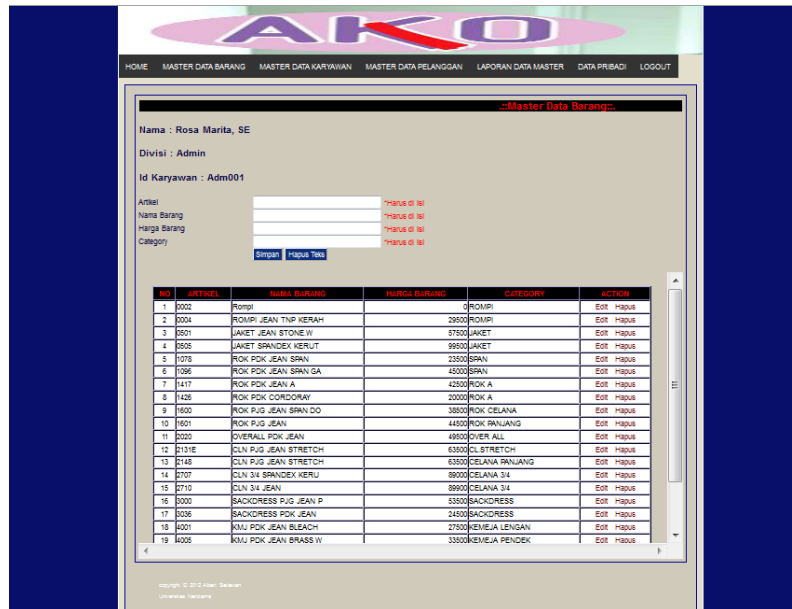 AKO
HOME MASTER DATA BARANG MASTER DATA KARYAWAN MASTER DATA PELANGGAN LAPORAN DATA MASTER DATA PRIBADI LOGOUT
.::Master Data Barang::.
Nama : Rosa Marita, SE
Divisi : Admin
Id Karyawan : Adm001
Artikel *Harus di Isi
Nama Barang *Harus di Isi
Harga Barang *Harus di Isi
Category *Harus di Isi
Simpan Hapus Teks
NO ARTIKEL NAMA BARANG HARGA BARANG CATEGORY ACTION
1 0002 Rompi 0 ROMPI Edit Hapus
2 0004 ROMPI JEAN TNP KERAH 29500 ROMPI Edit Hapus
3 0501 JAKET JEAN STONE.W 57500 JAKET Edit Hapus
4 0505 JAKET SPANDEX KERUT 99500 JAKET Edit Hapus
5 1078 ROK PDK JEAN SPAN 23500 SPAN Edit Hapus
6 1096 ROK PDK JEAN SPAN GA 45000 SPAN Edit Hapus
7 1417 ROK PDK JEAN A 42500 ROK A Edit Hapus
8 1426 ROK PDK CORDORAY 20000 ROK A Edit Hapus
9 1600 ROK PJG JEAN SPAN DO 38500 ROK CELANA Edit Hapus
10 1601 ROK PJG JEAN 44500 ROK PANJANG Edit Hapus
11 2020 OVERALL PDK JEAN 49500 OVER ALL Edit Hapus
12 2131E CLN PJG JEAN STRETCH 63500 CL.STRETCH Edit Hapus
13 2148 CLN PJG JEAN STRETCH 63500 CELANA PANJANG Edit Hapus
14 2707 CLN 3/4 SPANDEX KERU 89000 CELANA 3/4 Edit Hapus
15 2710 CLN 3/4 JEAN 89900 CELANA 3/4 Edit Hapus
16 3000 SACKDRESS PJG JEAN P 53500 SACKDRESS Edit Hapus
17 3036 SACKDRESS PDK JEAN 24500 SACKDRESS Edit Hapus
18 4001 KMJ PDK JEAN BLEACH 27500 KEMEJA LENGAN Edit Hapus
19 4005 KMJ PDK JEAN BRASS W 33500 KEMEJA PENDEK Edit Hapus
copyright © 2012 Setiawan
Universitas